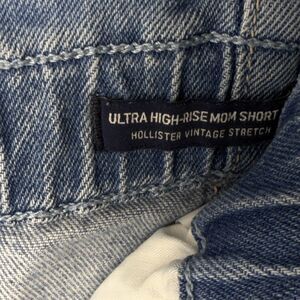 ULTRA HIGH-RISE MOM SHORT
HOLLISTER VINTAGE STRETCH